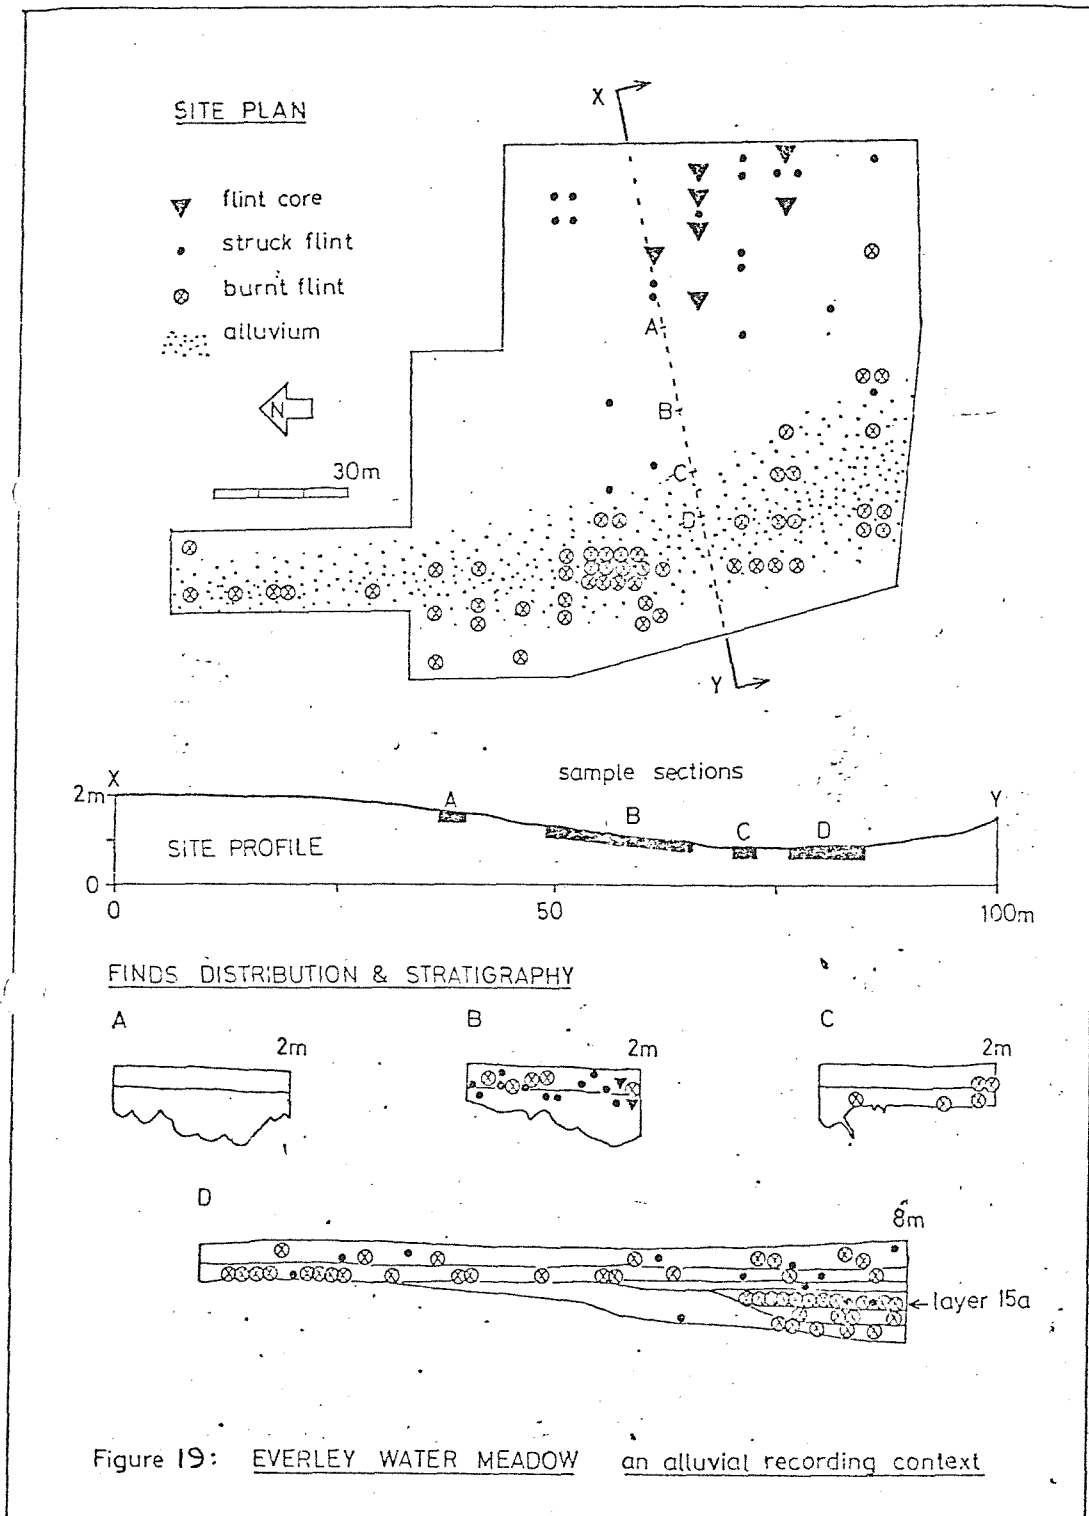 SITE PLAN
X
flint core
struck flint
burnt flint
alluvium
A
N
B
30m
C
D
Y
sample sections
X
2m
A
B
C
D
Y
SITE PROFILE
0
0
50
100m
FINDS DISTRIBUTION & STRATIGRAPHY
A
B
C
2m
2m
2m
D
8m
layer 15a
Figure 19: EVERLEY WATER MEADOW an alluvial recording context